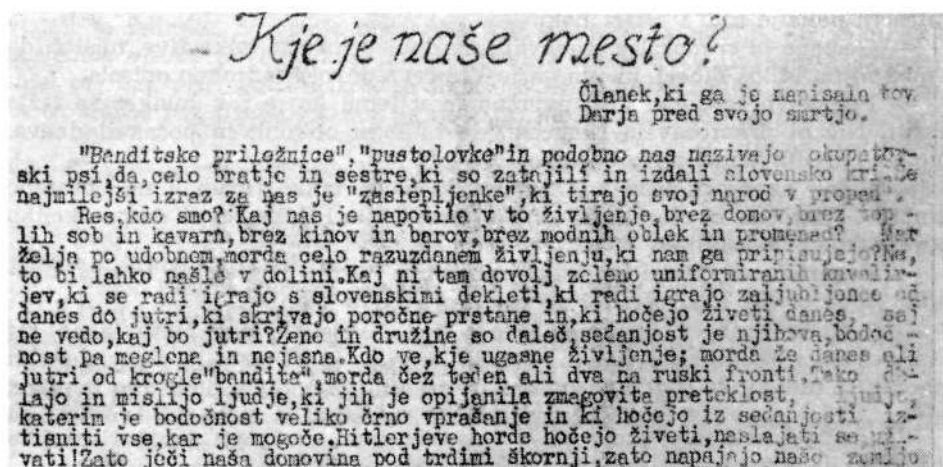 Kje je naše mesto?
Članek,ki ga je napisala tov.
Darja pred svojo smrtjo.
"Banditske priležnice","pustolovke"in podobno nas nazivajo okupator-
ski psi,da,celo bratje in sestre,ki so zatajili in izdali slovensko kri.Še
najmilejši izraz za nas je "zaslepljenke",ki tirajo svoj narod v propad .
Res,kdo smo? Kaj nas je napotilo v to življenje,brez domov,brez top -
lih sob in kavarn,brez kinov in barov,brez modnih oblek in promenad? Mar
želja po udobnem,morda celo razuzdanem življenju,ki nam ga pripisujejo?Ne,
to bi lahko našle v dolini.Kaj ni tam dovolj zeleno uniformiranih kavalir-
jev,ki se radi igrajo s slovenskimi dekleti,ki radi igrajo zaljubljence od
danes do jutri,ki skrivajo poročne prstane in,ki hočejo živeti danes, saj
ne vedo,kaj bo jutri?Žene in družine so daleč,sedanjost je njihova,bodoč -
nost pa meglena in nejasna.Kdo ve,kje ugasne življenje; morda že danes ali
jutri od krogle"bandita",morda čez teden ali dva na ruski fronti.Tako de-
lajo in mislijo ljudje,ki jih je opijanila zmagovita preteklost, ljudje,
katerim je bodočnost veliko črno vprašanje in ki hočejo iz sedanjosti iz-
tisniti vse,kar je mogoče.Hitlerjeve horde hočejo živeti,naslajati se uži-
vati!Zato ječi naša domovina pod trdimi škornji,zato napajajo našo zemljo